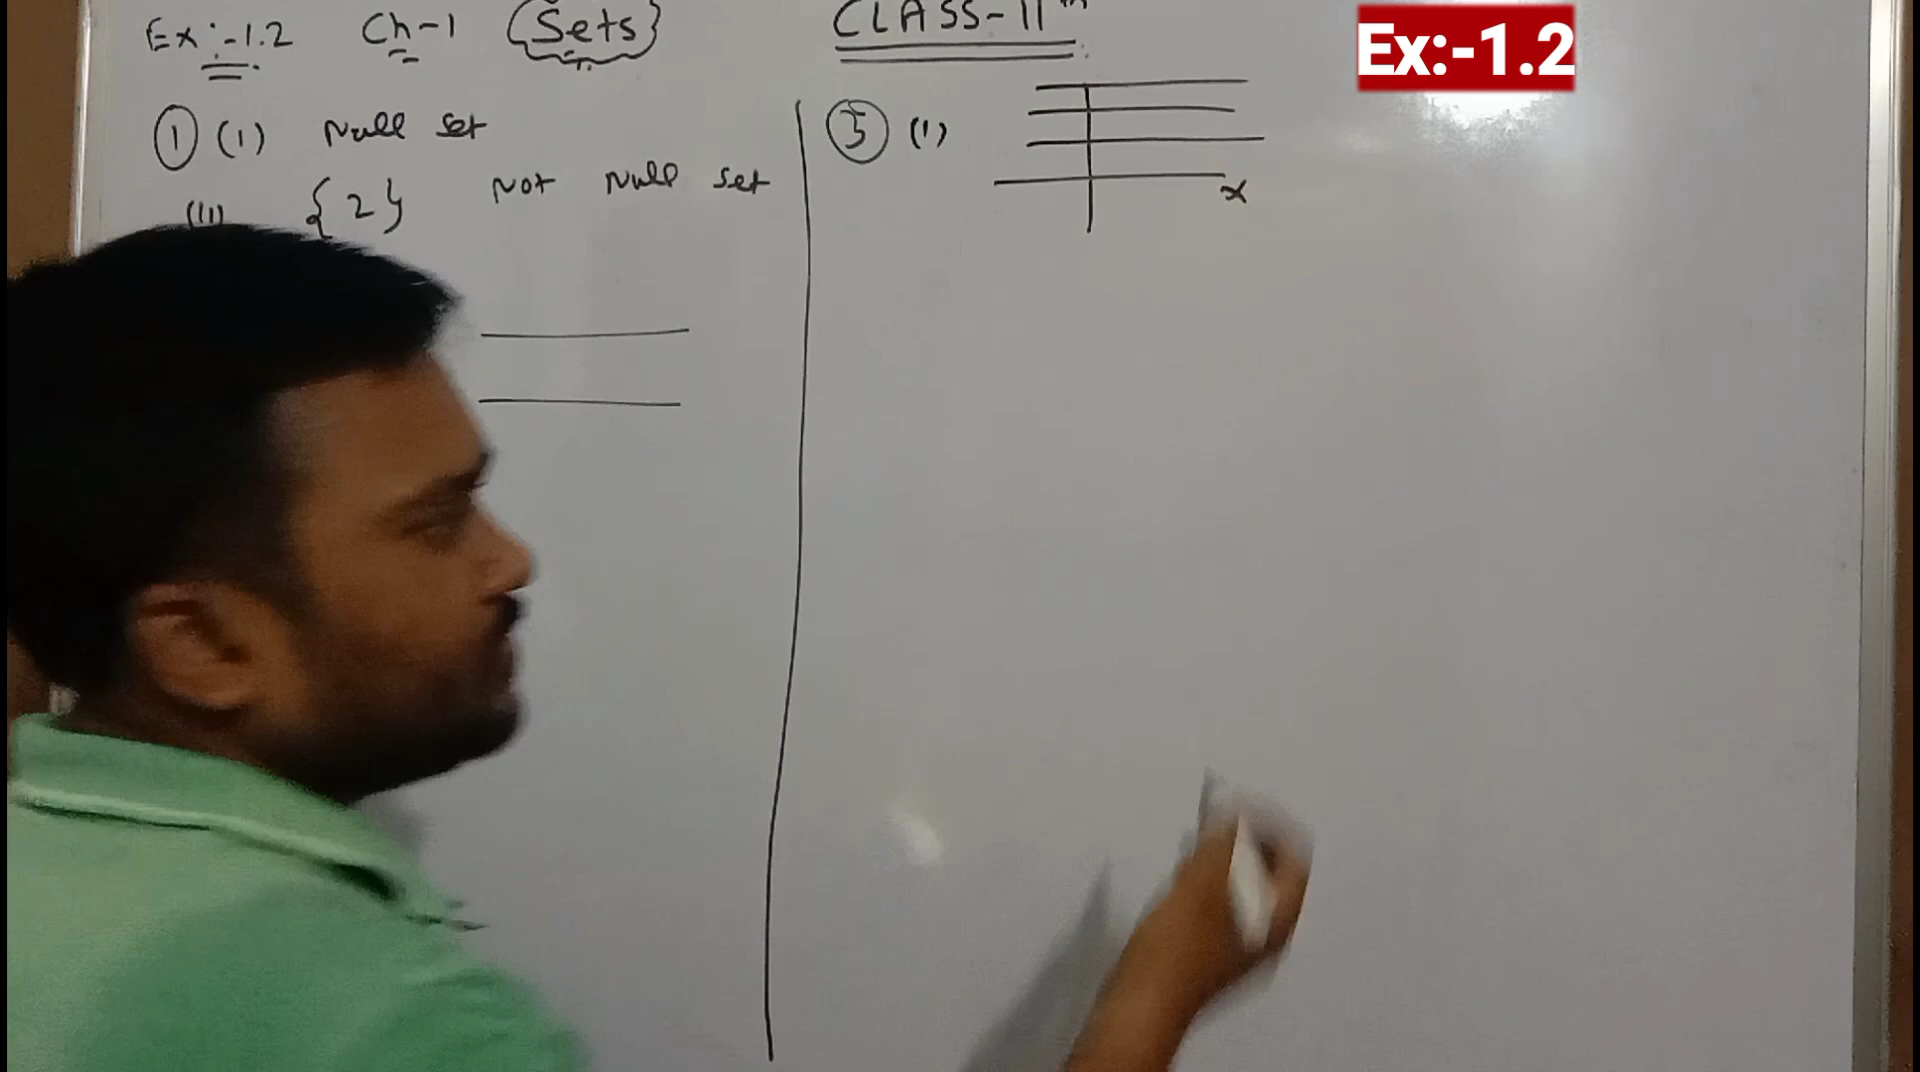 Ex:-1.2 Ch-1 {Sets} CLASS-11th
Ex:-1.2
1 (i) Null set
(ii) {2} Not Null set
3 (i)
x